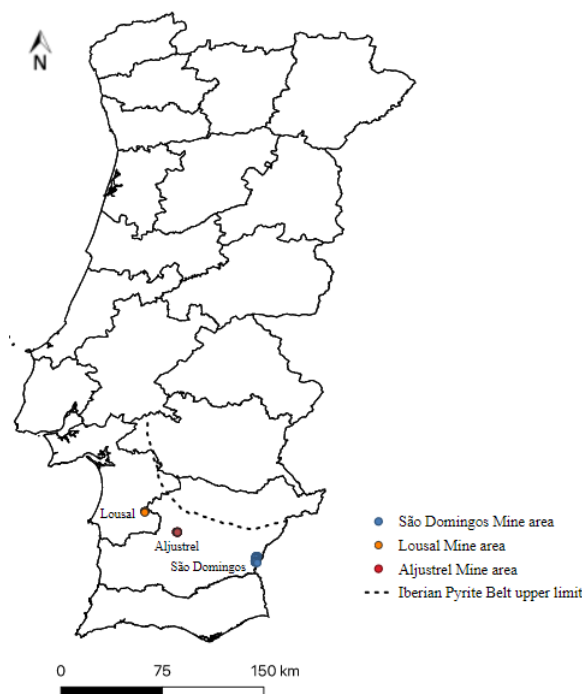 N
Lousal
Aljustrel
São Domingos
São Domingos Mine area
Lousal Mine area
Aljustrel Mine area
Iberian Pyrite Belt upper limit
0 75 150 km